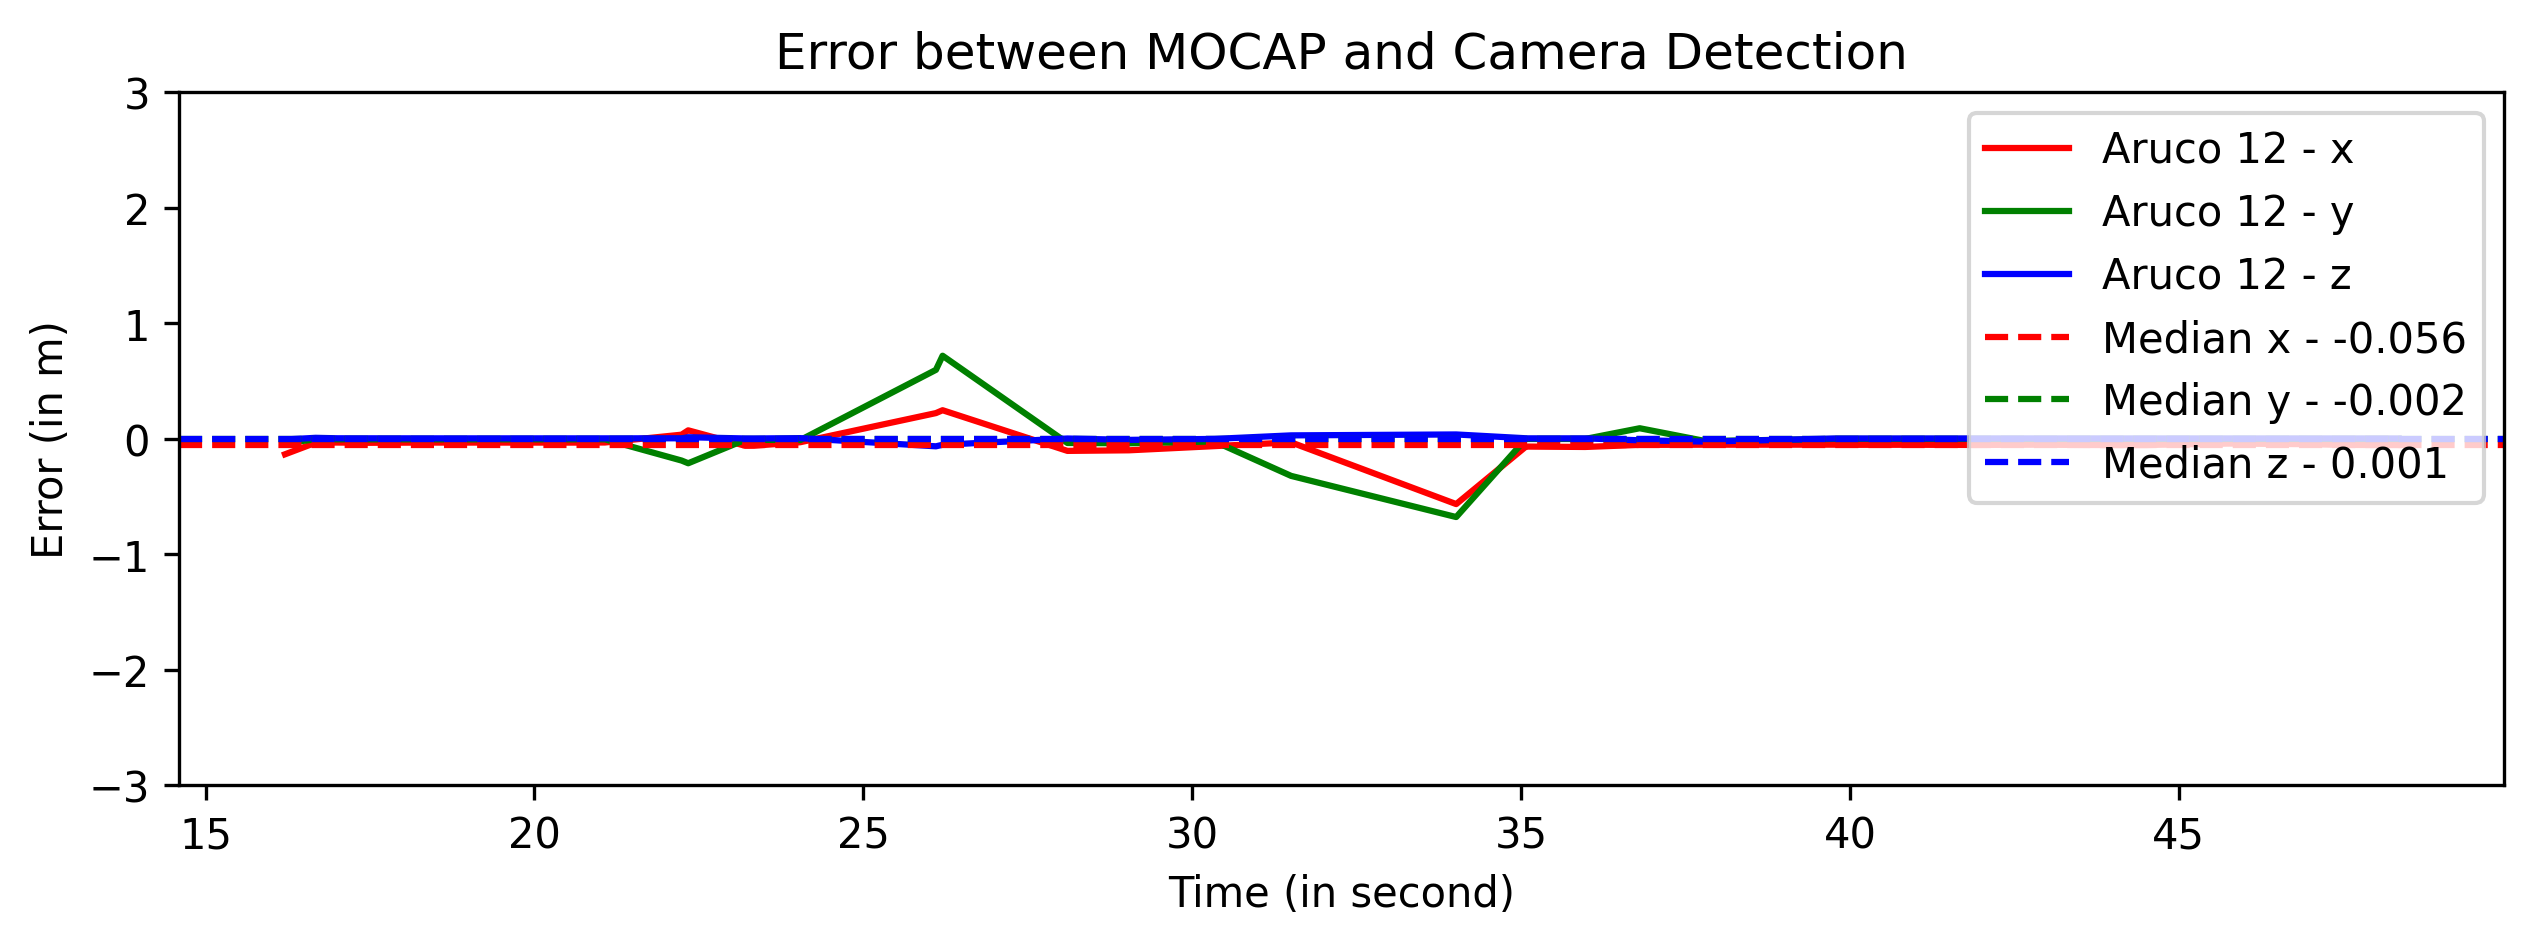 Error between MOCAP and Camera Detection
3
2
1
0
−1
−2
−3
Error (in m)
Aruco 12 - x
Aruco 12 - y
Aruco 12 - z
Median x - -0.056
Median y - -0.002
Median z - 0.001
15 20 25 30 35 40 45
Time (in second)